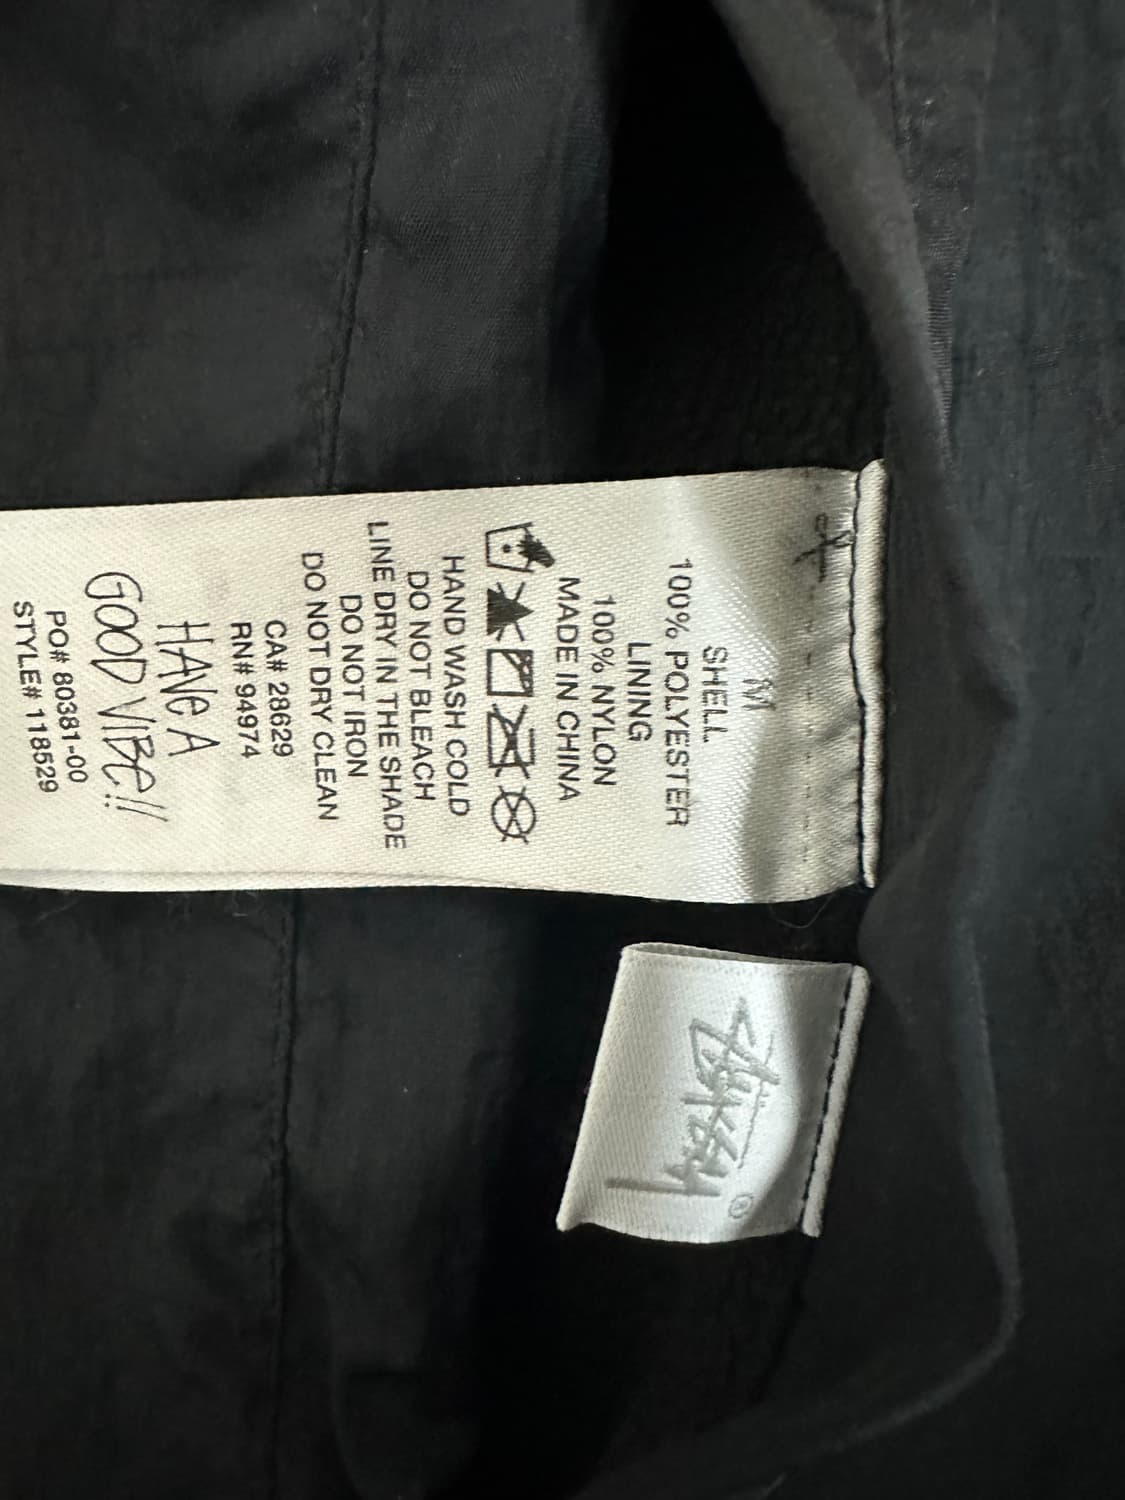 M
SHELL
100% POLYESTER
LINING
100% NYLON
MADE IN CHINA
HAND WASH COLD
DO NOT BLEACH
LINE DRY IN THE SHADE
DO NOT IRON
DO NOT DRY CLEAN
CA# 28629
RN# 94974
HAVE A
GOOD VIBE!!
PO# 80381-00
STYLE# 118529
Stüssy ®